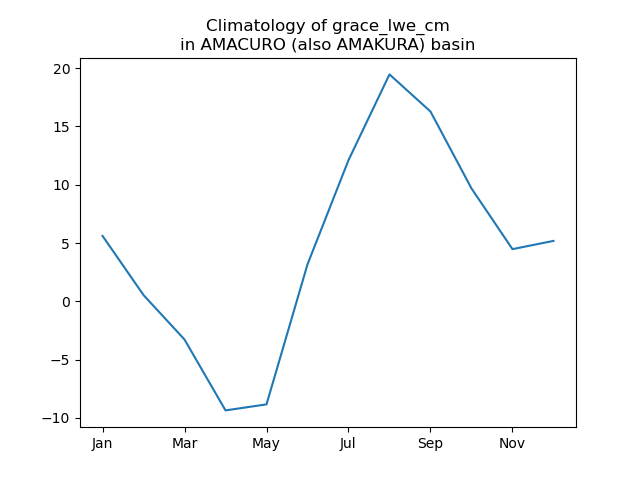 Climatology of grace_lwe_cm
in AMACURO (also AMAKURA) basin
20
15
10
5
0
−5
−10
Jan
Mar
May
Jul
Sep
Nov